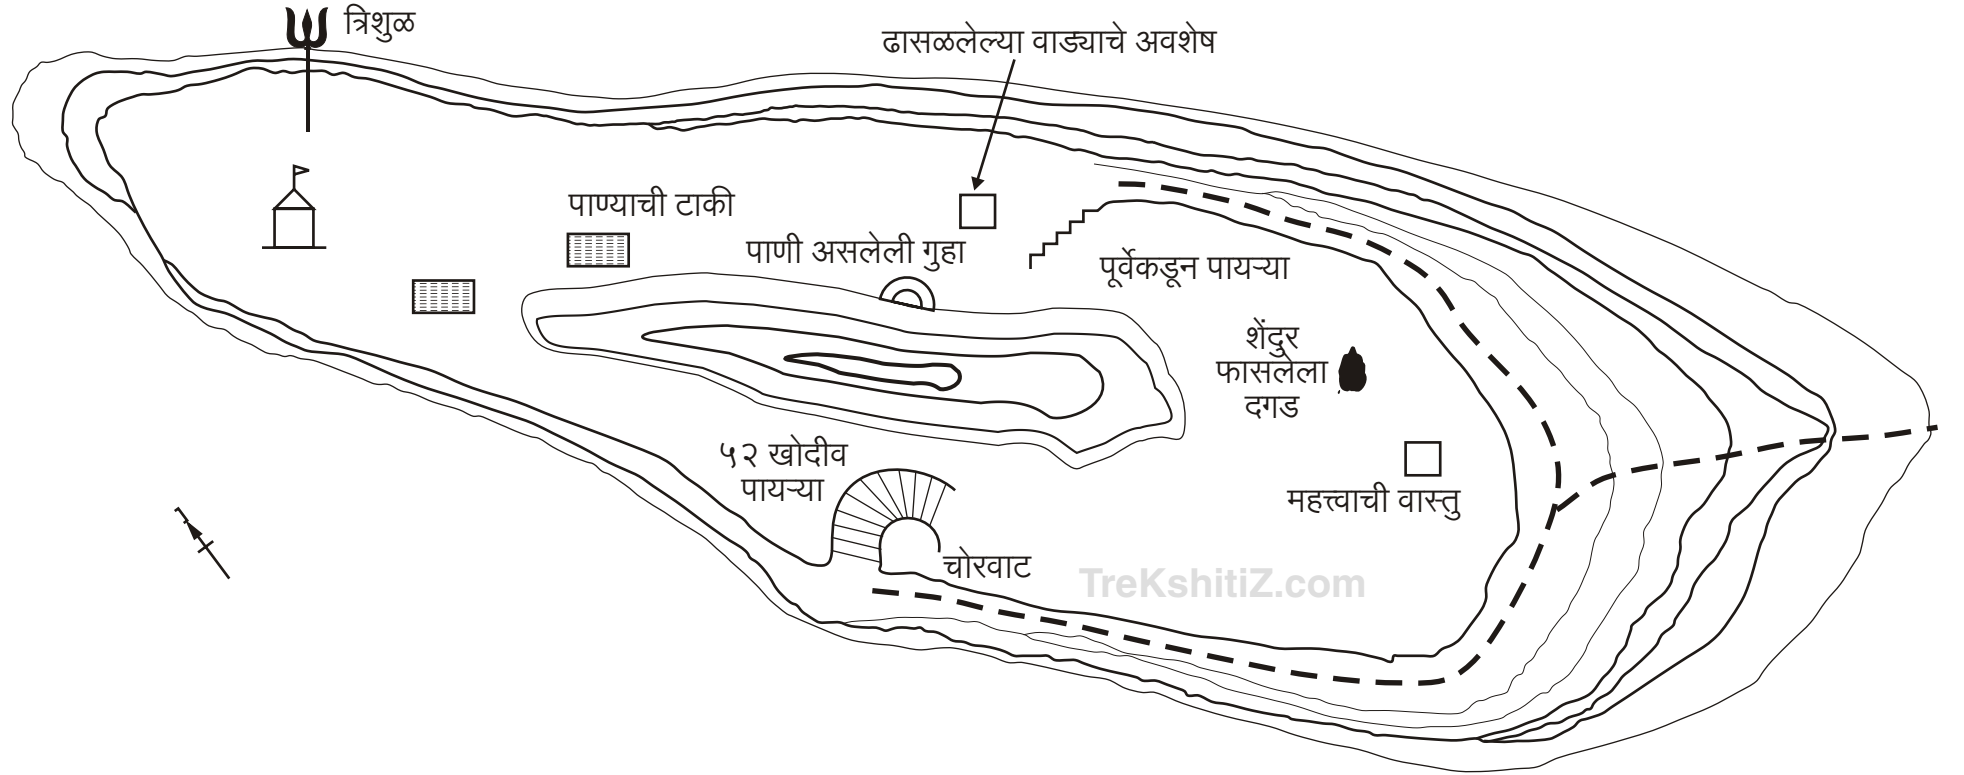 त्रिशुळ
ढासळलेल्या वाड्याचे अवशेष
पाण्याची टाकी
पाणी असलेली गुहा
पूर्वेकडून पायऱ्या
शेंदुर
फासलेला
दगड
५२ खोदीव
पायऱ्या
महत्त्वाची वास्तु
चोरवाट
TreKshitiZ.com